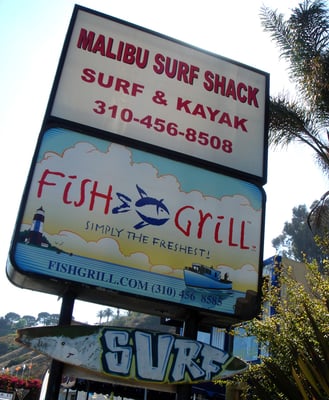 MALIBU SURF SHACK
SURF & KAYAK
310-456-8508
FISH GRILL
SIMPLY THE FRESHEST!
FISHGRILL.COM (310) 456 8585
SURF